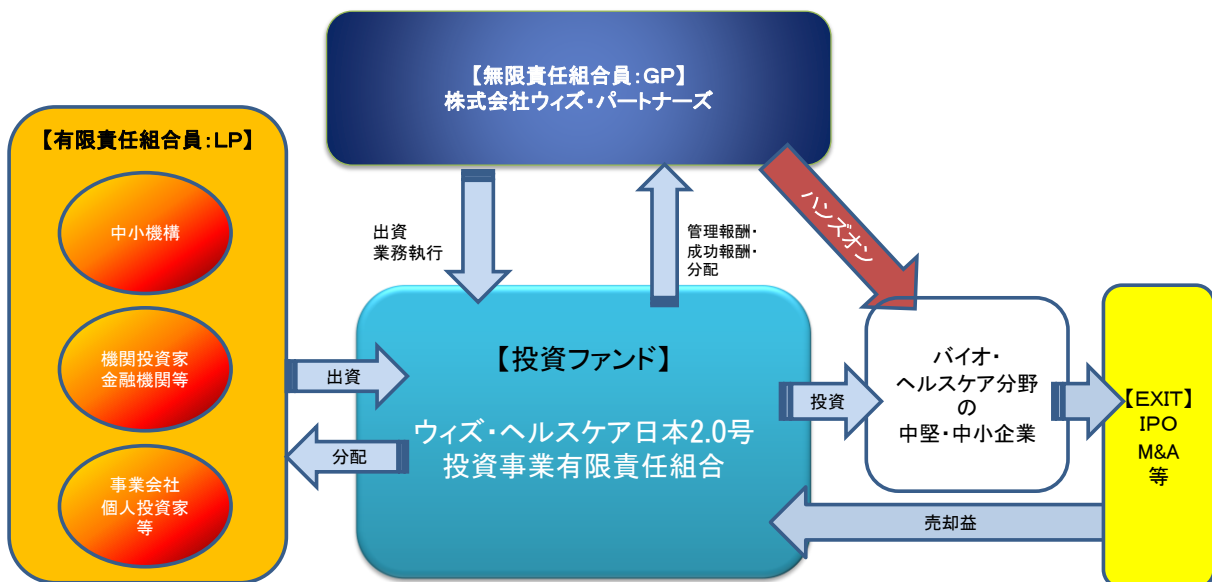 【無限責任組合員:GP】
株式会社ウィズ・パートナーズ
【有限責任組合員:LP】
中小機構
機関投資家
金融機関等
事業会社
個人投資家
等
出資
業務執行
管理報酬・
成功報酬・
分配
ハンズオン
出資
分配
【投資ファンド】
ウィズ・ヘルスケア日本2.0号
投資事業有限責任組合
投資
バイオ・
ヘルスケア分野
の
中堅・中小企業
【EXIT】
IPO
M&A
等
売却益